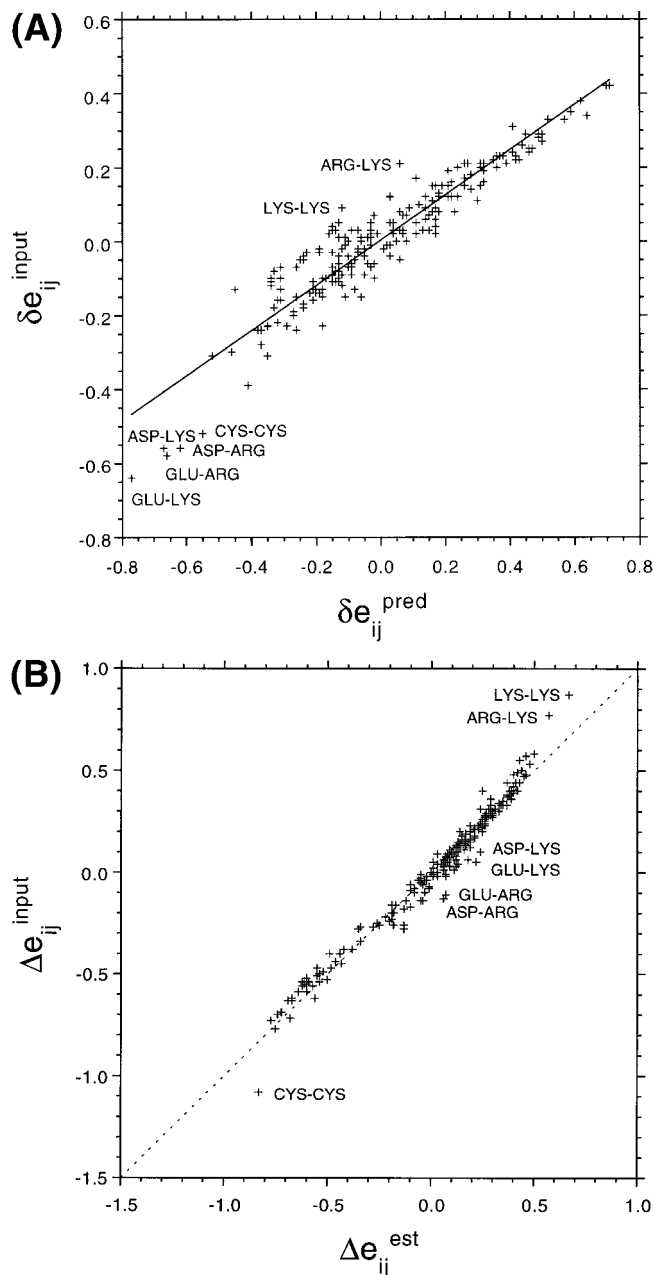 (A)
0.6
0.4
0.2
0.0
-0.2
-0.4
-0.6
-0.8
δe_ij^input
ARG-LYS
LYS-LYS
ASP-LYS
CYS-CYS
ASP-ARG
GLU-ARG
GLU-LYS
-0.8 -0.6 -0.4 -0.2 0.0 0.2 0.4 0.6 0.8
δe_ij^pred
(B)
1.0
0.5
0.0
-0.5
-1.0
-1.5
Δe_ij^input
LYS-LYS
ARG-LYS
ASP-LYS
GLU-LYS
GLU-ARG
ASP-ARG
CYS-CYS
-1.5 -1.0 -0.5 0.0 0.5 1.0
Δe_ij^est